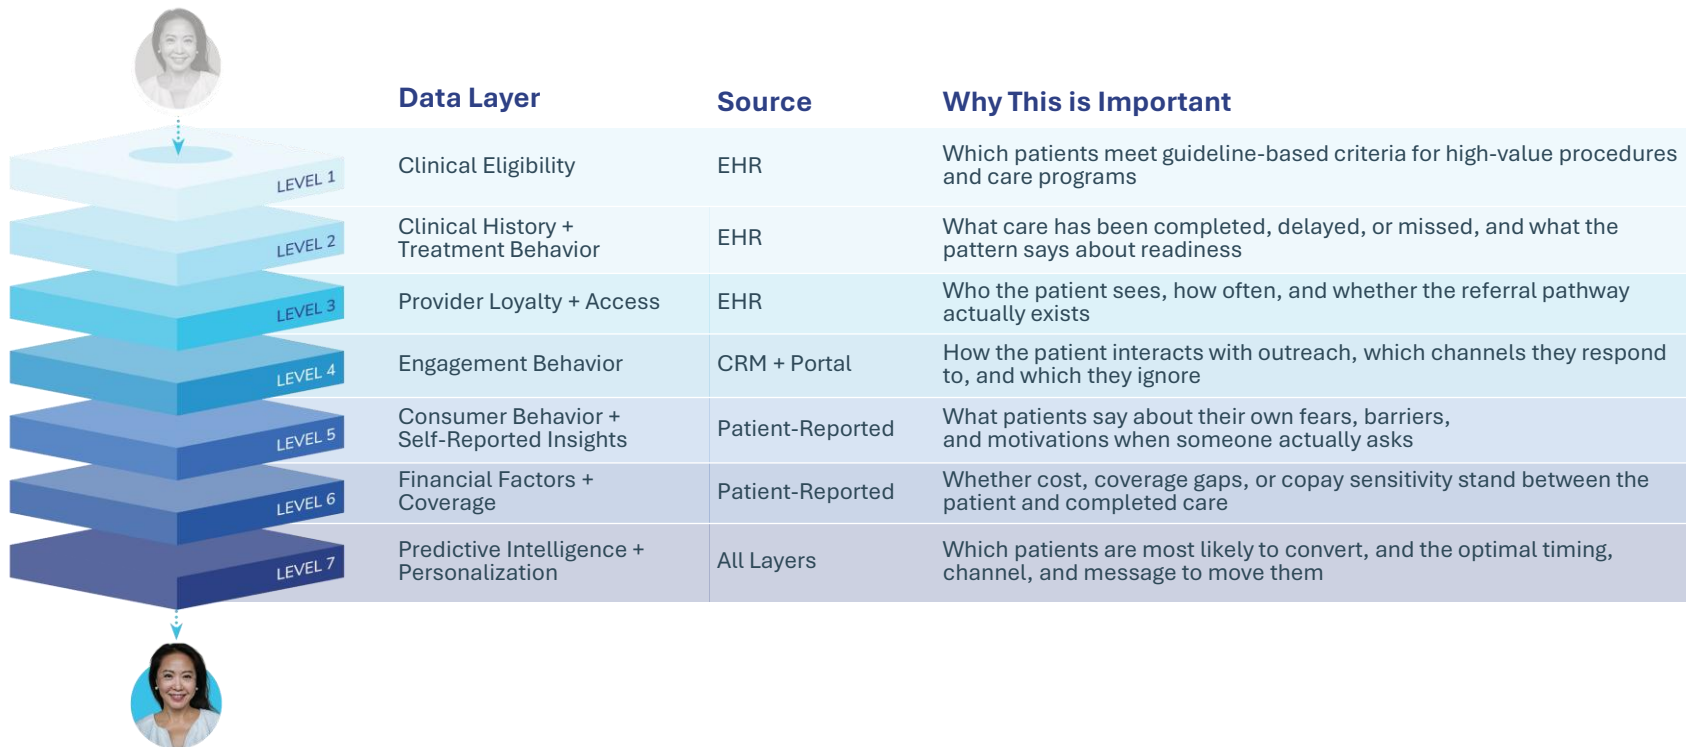 Data Layer
Source
Why This is Important
LEVEL 1
Clinical Eligibility
EHR
Which patients meet guideline-based criteria for high-value procedures
and care programs
LEVEL 2
Clinical History +
Treatment Behavior
EHR
What care has been completed, delayed, or missed, and what the
pattern says about readiness
LEVEL 3
Provider Loyalty + Access
EHR
Who the patient sees, how often, and whether the referral pathway
actually exists
LEVEL 4
Engagement Behavior
CRM + Portal
How the patient interacts with outreach, which channels they respond
to, and which they ignore
LEVEL 5
Consumer Behavior +
Self-Reported Insights
Patient-Reported
What patients say about their own fears, barriers,
and motivations when someone actually asks
LEVEL 6
Financial Factors +
Coverage
Patient-Reported
Whether cost, coverage gaps, or copay sensitivity stand between the
patient and completed care
LEVEL 7
Predictive Intelligence +
Personalization
All Layers
Which patients are most likely to convert, and the optimal timing,
channel, and message to move them